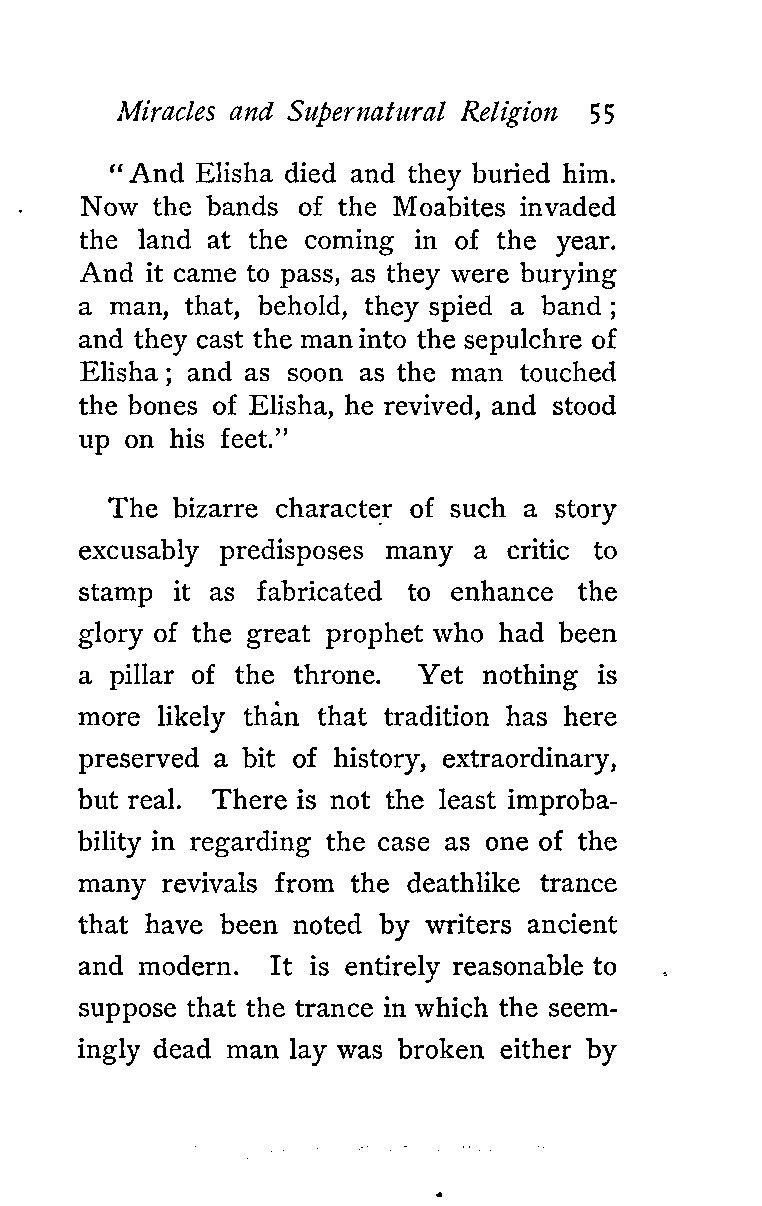 Miracles and Supernatural Religion 55
“And Elisha died and they buried him.
Now the bands of the Moabites invaded
the land at the coming in of the year.
And it came to pass, as they were burying
a man, that, behold, they spied a band;
and they cast the man into the sepulchre of
Elisha; and as soon as the man touched
the bones of Elisha, he revived, and stood
up on his feet.”
The bizarre character of such a story
excusably predisposes many a critic to
stamp it as fabricated to enhance the
glory of the great prophet who had been
a pillar of the throne. Yet nothing is
more likely than that tradition has here
preserved a bit of history, extraordinary,
but real. There is not the least improba-
bility in regarding the case as one of the
many revivals from the deathlike trance
that have been noted by writers ancient
and modern. It is entirely reasonable to
suppose that the trance in which the seem-
ingly dead man lay was broken either by